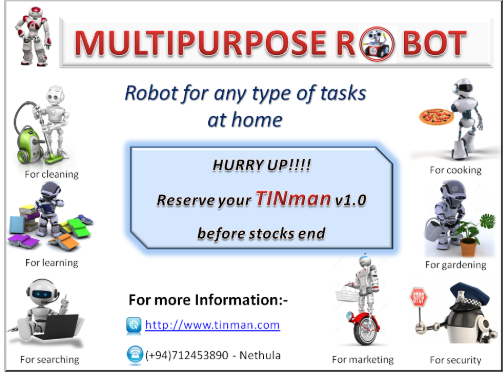 MULTIPURPOSE ROBOT
Robot for any type of tasks
at home
For cleaning
For cooking
HURRY UP!!!!
Reserve your TINman v1.0
before stocks end
For learning
For gardening
For more Information:-
http://www.tinman.com
(+94)712453890 - Nethula
For searching
For marketing
STOP
For security